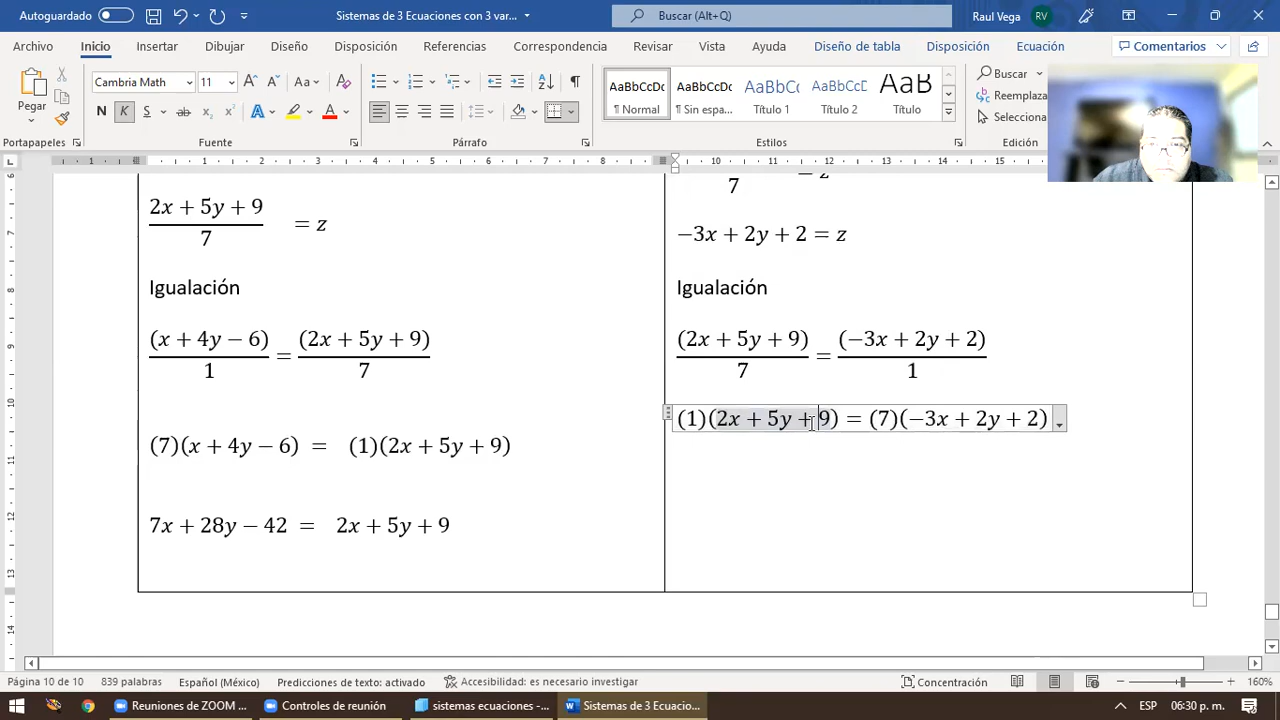 Autoguardado
Sistemas de 3 Ecuaciones con 3 var...
Buscar (Alt+Q)
Raul Vega
RV
Archivo Inicio Insertar Dibujar Diseño Disposición Referencias Correspondencia Revisar Vista Ayuda Diseño de tabla Disposición Ecuación Comentarios
Pegar
Cambria Math 11
N K S ab x₂ x²
AaBbCcDc AaBbCcDc AaBbCcD AaBbCcD AaB
¶ Normal ¶ Sin espa... Título 1 Título 2 Título
Buscar
Reemplaza
Selecciona
Portapapeles Fuente Párrafo Estilos
(2x + 5y + 9)/7 = z
7 = z
−3x + 2y + 2 = z
Igualación
Igualación
(x + 4y − 6)/1 = (2x + 5y + 9)/7
(2x + 5y + 9)/7 = (−3x + 2y + 2)/1
(1)(2x + 5y + 9) = (7)(−3x + 2y + 2)
(7)(x + 4y − 6) = (1)(2x + 5y + 9)
7x + 28y − 42 = 2x + 5y + 9
Página 10 de 10 839 palabras Español (México) Predicciones de texto: activado Accesibilidad: es necesario investigar Concentración 160%
Reuniones de ZOOM ... Controles de reunión sistemas ecuaciones -... Sistemas de 3 Ecuacio... ESP 06:30 p. m.